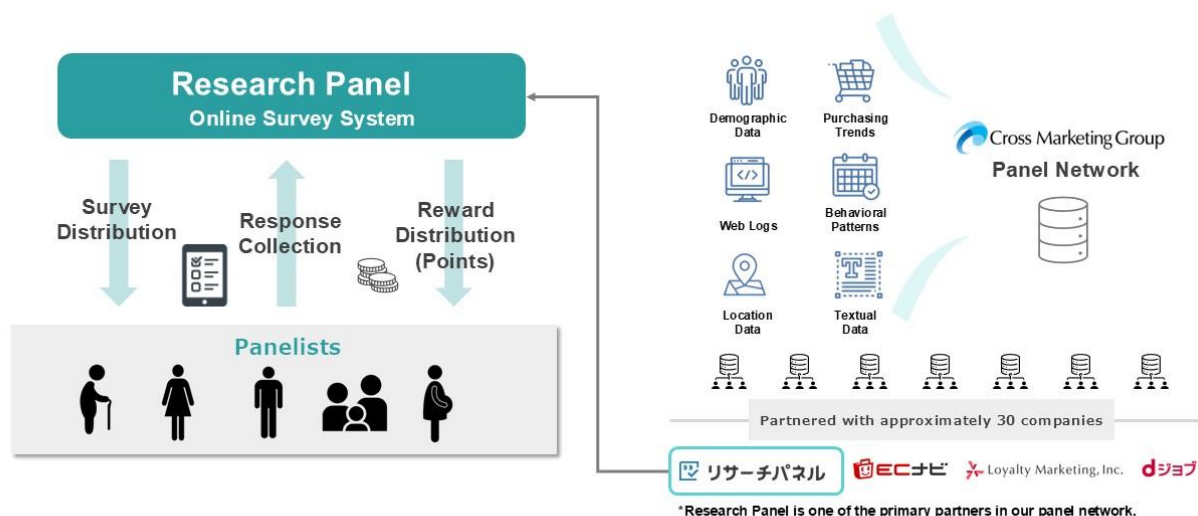 Research Panel
Online Survey System
Survey
Distribution
Response
Collection
Reward
Distribution
(Points)
Panelists
Demographic
Data
Purchasing
Trends
Web Logs
Behavioral
Patterns
Location
Data
Textual
Data
Cross Marketing Group
Panel Network
Partnered with approximately 30 companies
リサーチパネル
ECナビ
Loyalty Marketing, Inc.
dジョブ
*Research Panel is one of the primary partners in our panel network.